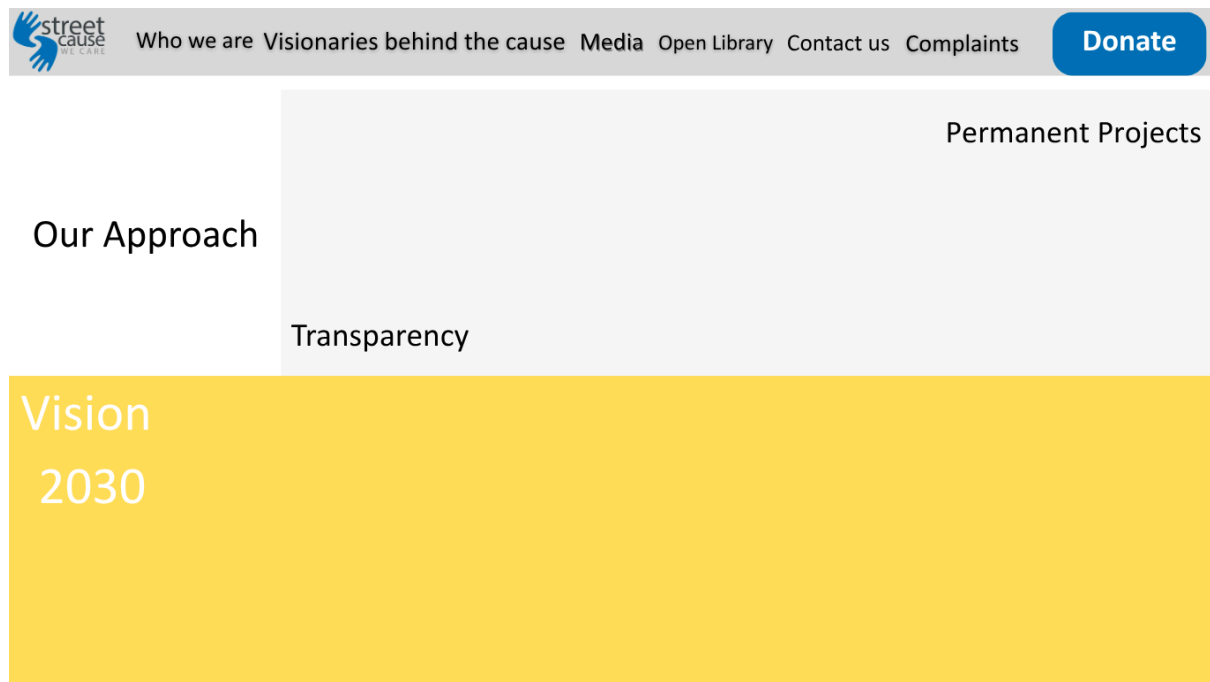 street
cause
WE CARE
Who we are Visionaries behind the cause Media Open Library Contact us Complaints Donate
Permanent Projects
Our Approach
Transparency
Vision
2030